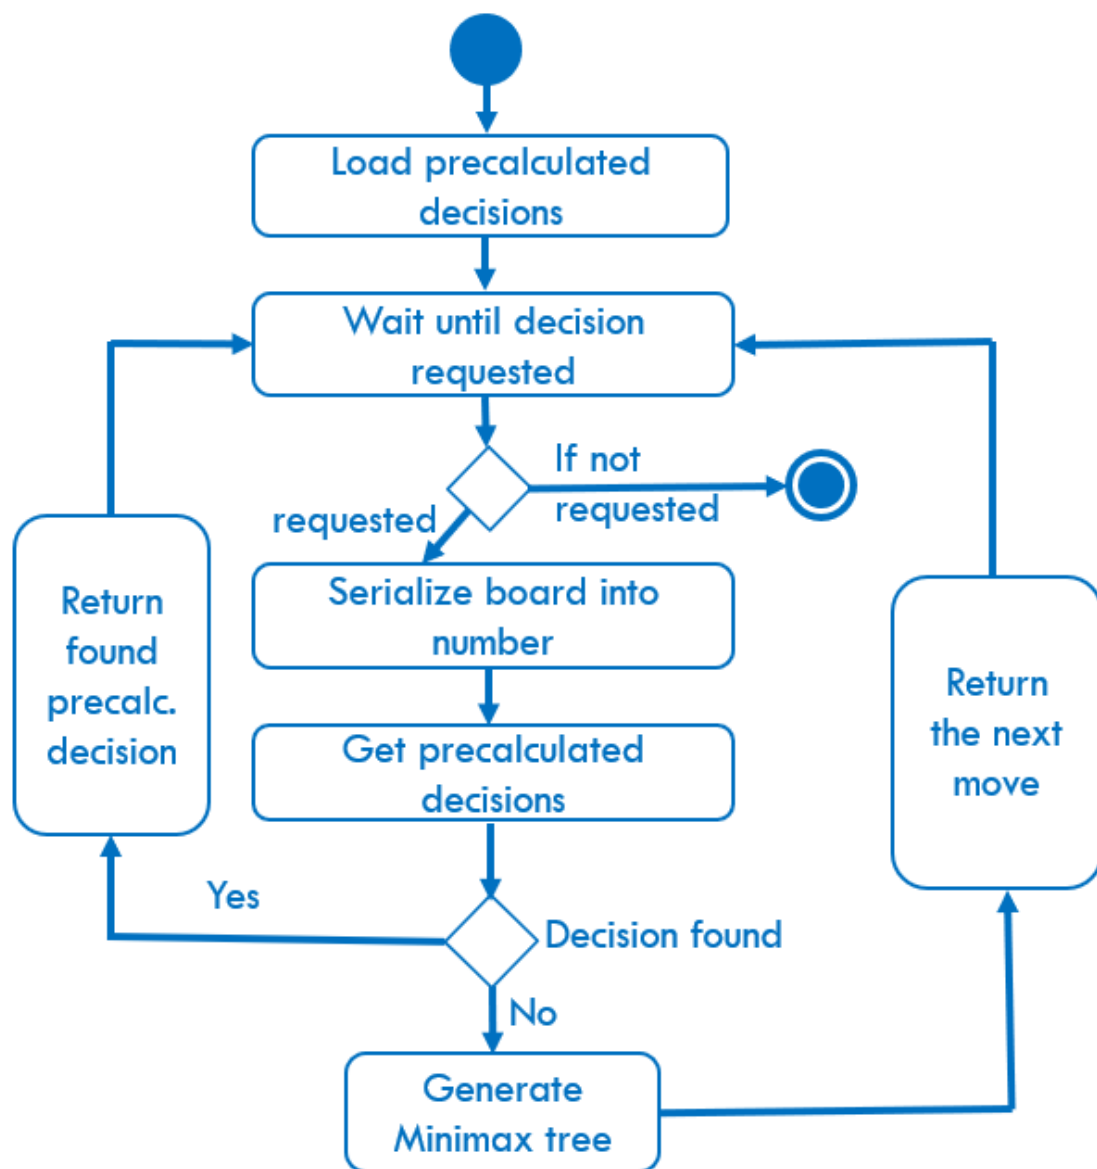 Load precalculated
decisions
Wait until decision
requested
If not
requested
requested
Serialize board into
number
Return
found
precalc.
decision
Return
the next
move
Get precalculated
decisions
Yes
Decision found
No
Generate
Minimax tree